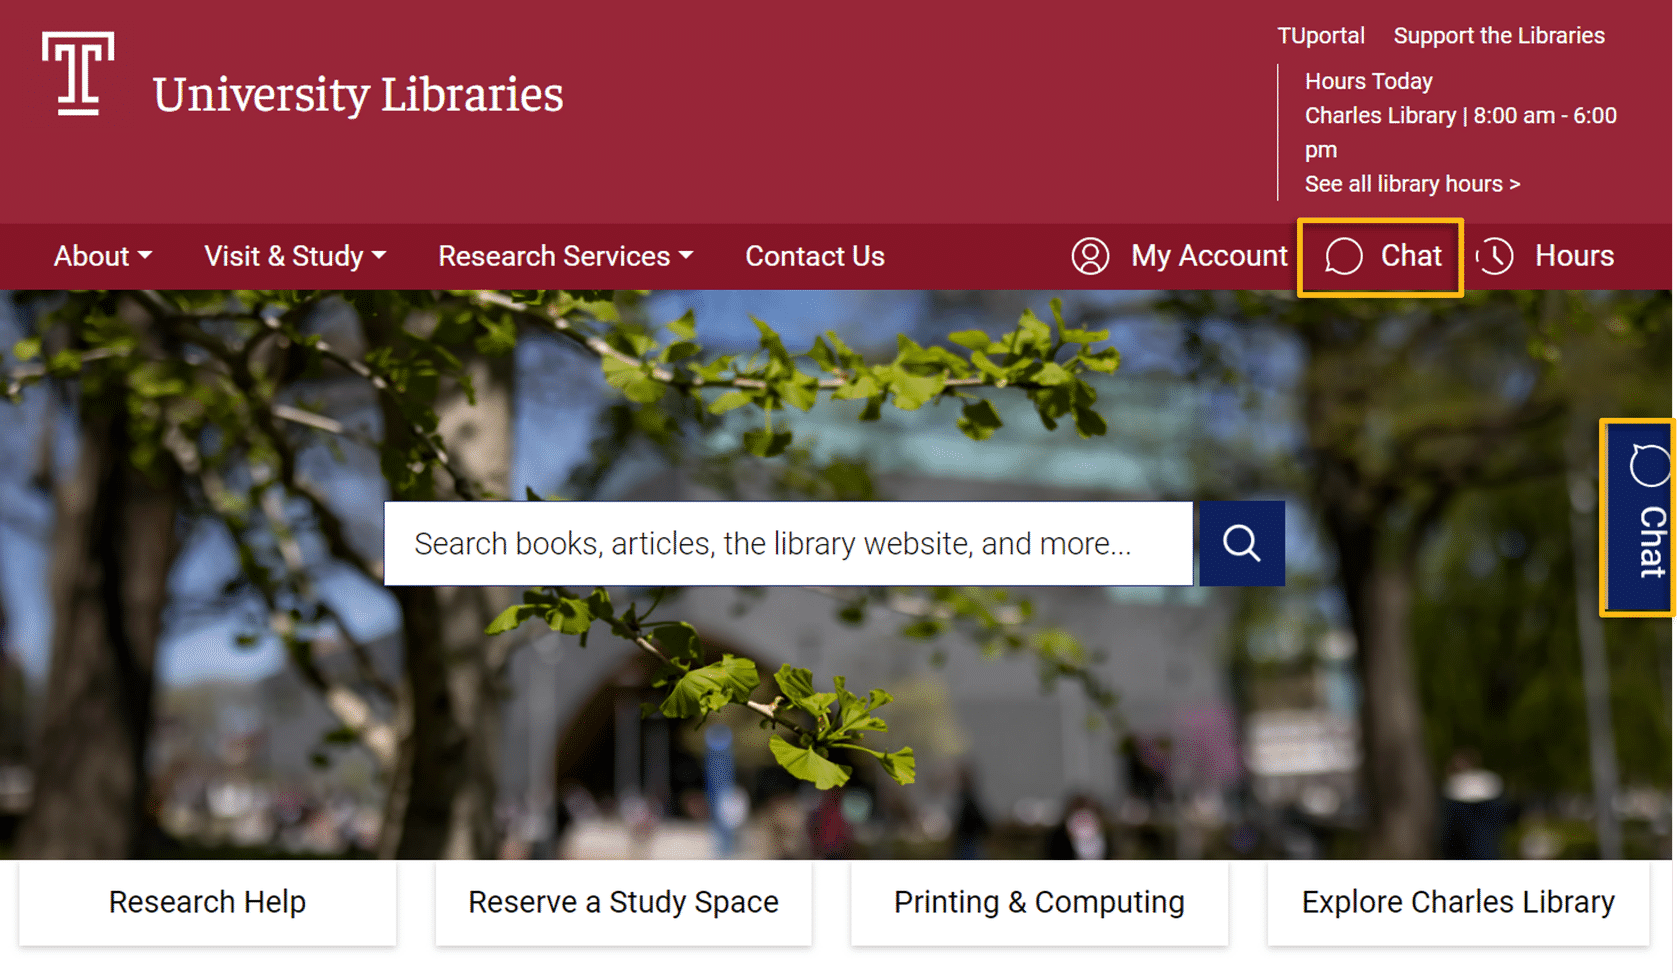 TUportal Support the Libraries
T
University Libraries
Hours Today
Charles Library | 8:00 am - 6:00
pm
See all library hours >
About Visit & Study Research Services Contact Us My Account Chat Hours
Search books, articles, the library website, and more...
Chat
Research Help Reserve a Study Space Printing & Computing Explore Charles Library